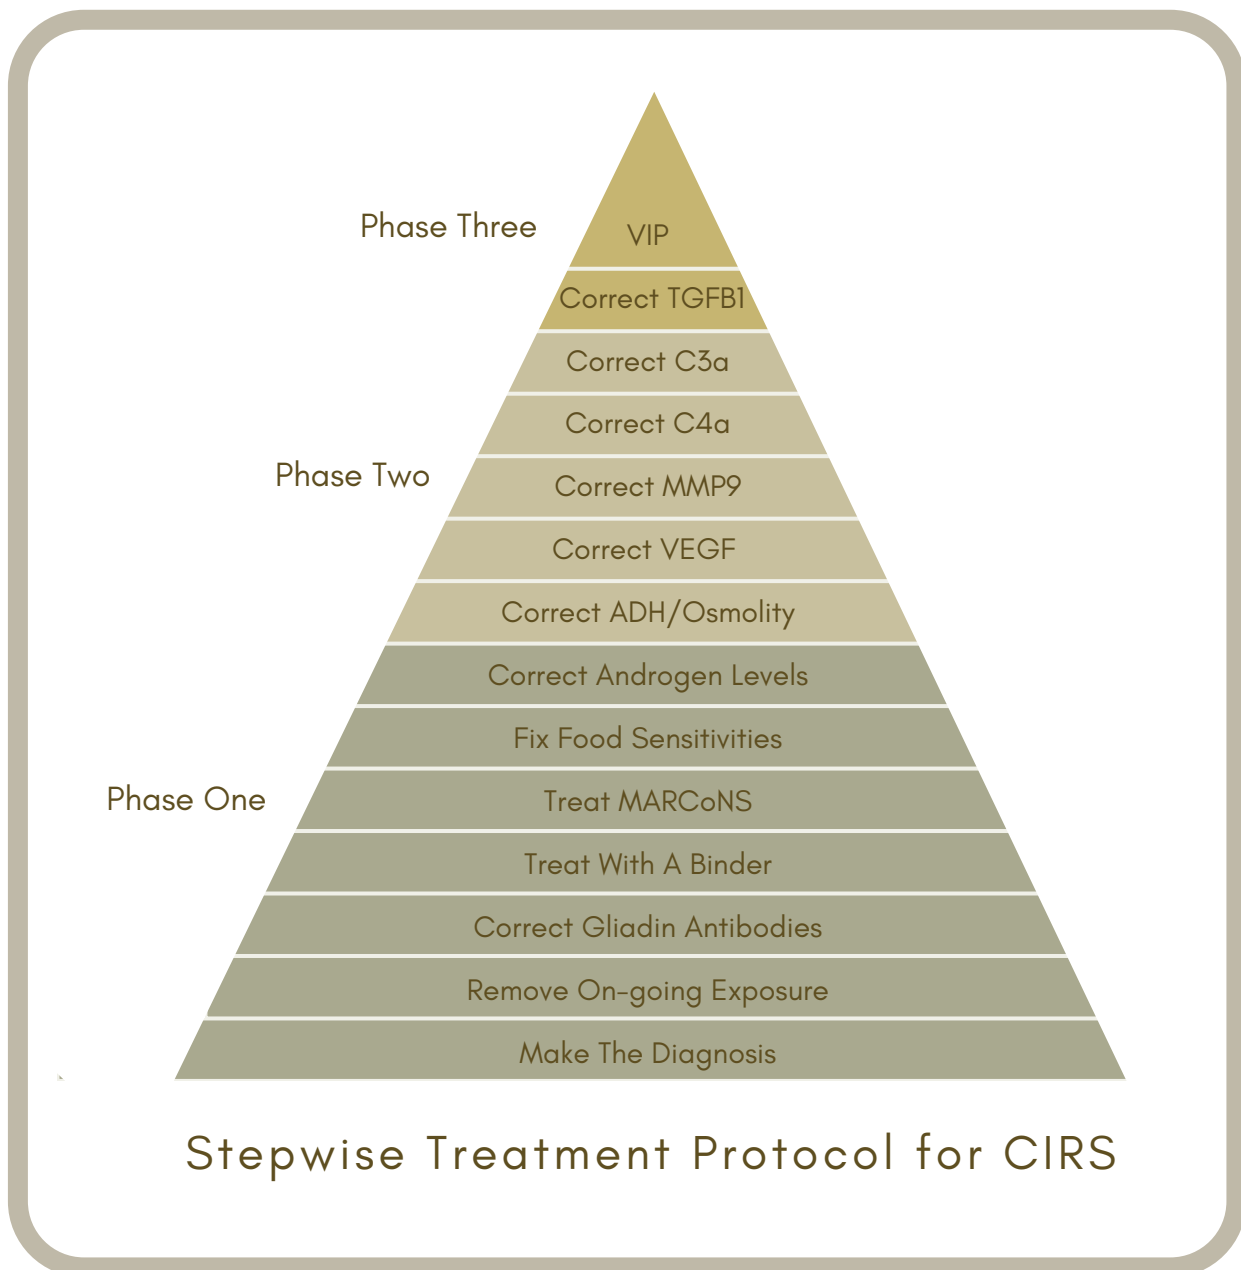 Phase Three
VIP
Correct TGFB1
Correct C3a
Correct C4a
Phase Two
Correct MMP9
Correct VEGF
Correct ADH/Osmolity
Correct Androgen Levels
Fix Food Sensitivities
Phase One
Treat MARCoNS
Treat With A Binder
Correct Gliadin Antibodies
Remove On-going Exposure
Make The Diagnosis
Stepwise Treatment Protocol for CIRS